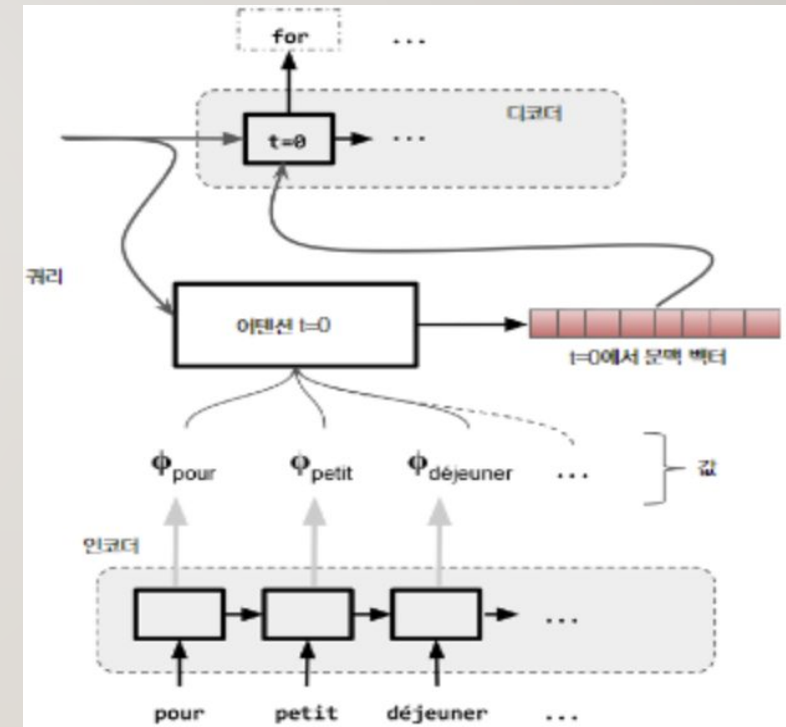 for ...
디코더
t=0 ...
쿼리
어텐션 t=0
t=0에서 문맥 벡터
φpour φpetit φdéjeuner ...
값
인코더
...
pour petit déjeuner ...